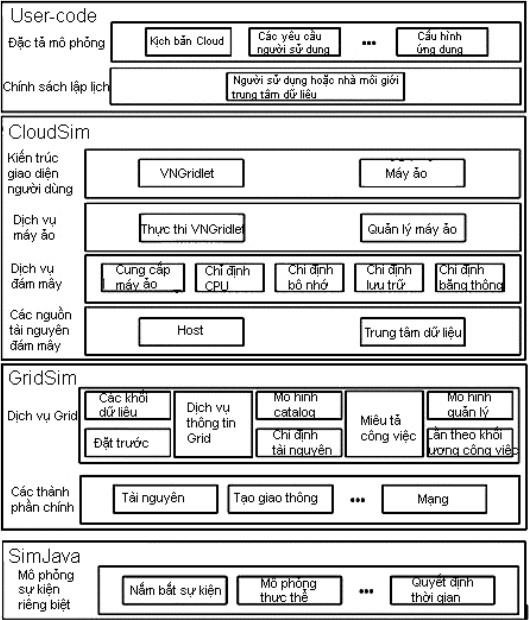 User-code
Đặc tả mô phỏng
Kịch bản Cloud
Các yêu cầu
người sử dụng
...
Cấu hình
ứng dụng
Chính sách lập lịch
Người sử dụng hoặc nhà môi giới
trung tâm dữ liệu
CloudSim
Kiến trúc
giao diện
người dùng
VNGridlet
Máy ảo
Dịch vụ
máy ảo
Thực thi VNGridlet
Quản lý máy ảo
Dịch vụ
đám mây
Cung cấp
máy ảo
Chỉ định
CPU
Chỉ định
bộ nhớ
Chỉ định
lưu trữ
Chỉ định
băng thông
Các nguồn
tài nguyên
đám mây
Host
Trung tâm dữ liệu
GridSim
Dịch vụ Grid
Các khối
dữ liệu
Đặt trước
Dịch vụ
thông tin
Grid
Mô hình
catalog
Chỉ định
tài nguyên
Miêu tả
công việc
Mô hình
quản lý
Lần theo khối
lượng công việc
Các thành
phần chính
Tài nguyên
Tạo giao thông
...
Mạng
SimJava
Mô phỏng
sự kiện
riêng biệt
Nắm bắt sự kiện
Mô phỏng
thực thể
...
Quyết định
thời gian